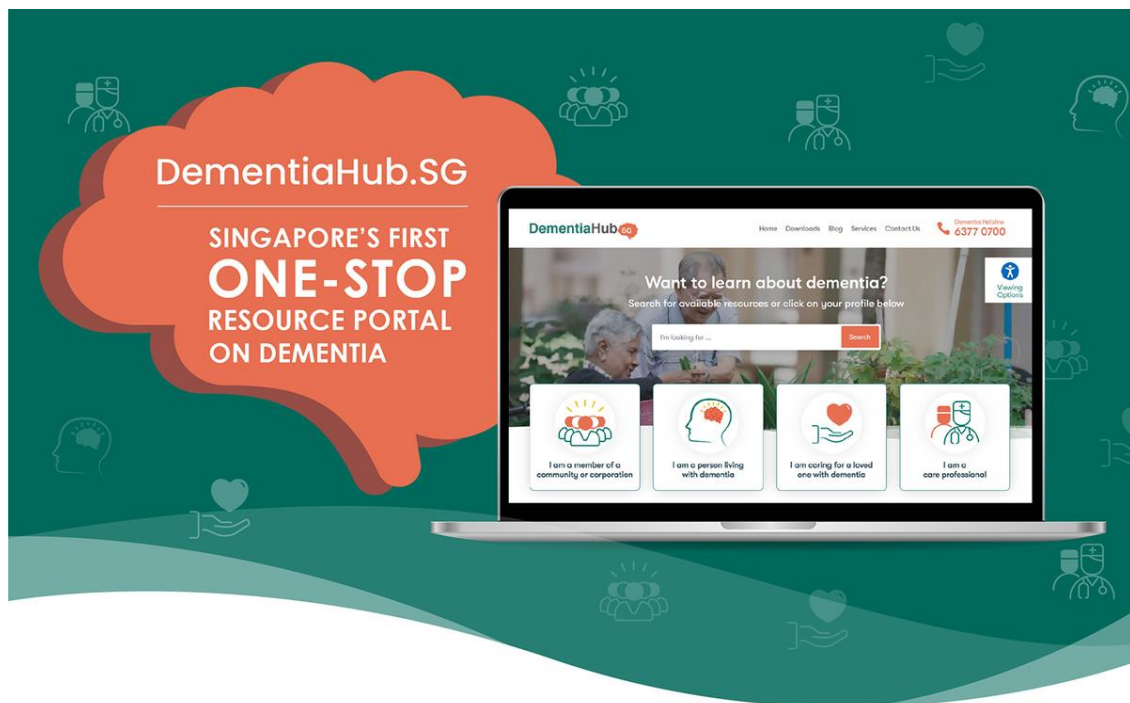 DementiaHub.SG
SINGAPORE'S FIRST
ONE-STOP
RESOURCE PORTAL
ON DEMENTIA
DementiaHub SG
Home Downloads Blog Services Contact Us
Dementia Helpline
6377 0700
Viewing
Options
Want to learn about dementia?
Search for available resources or click on your profile below
I'm looking for ...
Search
I am a member of a
community or corporation
I am a person living
with dementia
I am caring for a loved
one with dementia
I am a
care professional